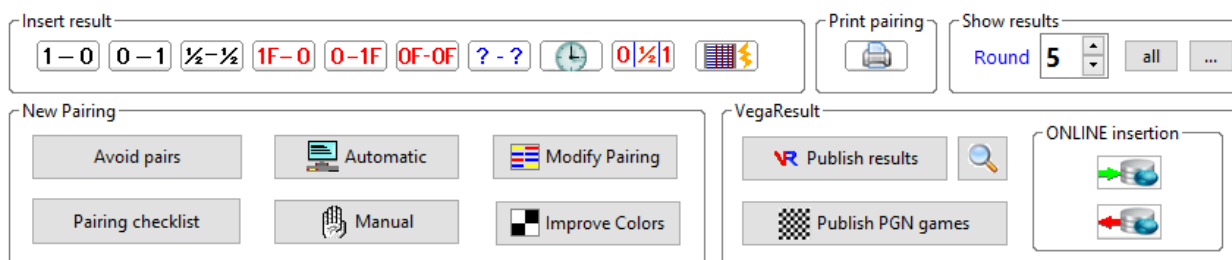 Insert result
1 – 0 0 – 1 ½–½ 1F– 0 0–1F 0F-0F ? - ? 0|½|1
Print pairing
Show results
Round 5 all ...
New Pairing
Avoid pairs Automatic Modify Pairing
Pairing checklist Manual Improve Colors
VegaResult
VR Publish results
Publish PGN games
ONLINE insertion